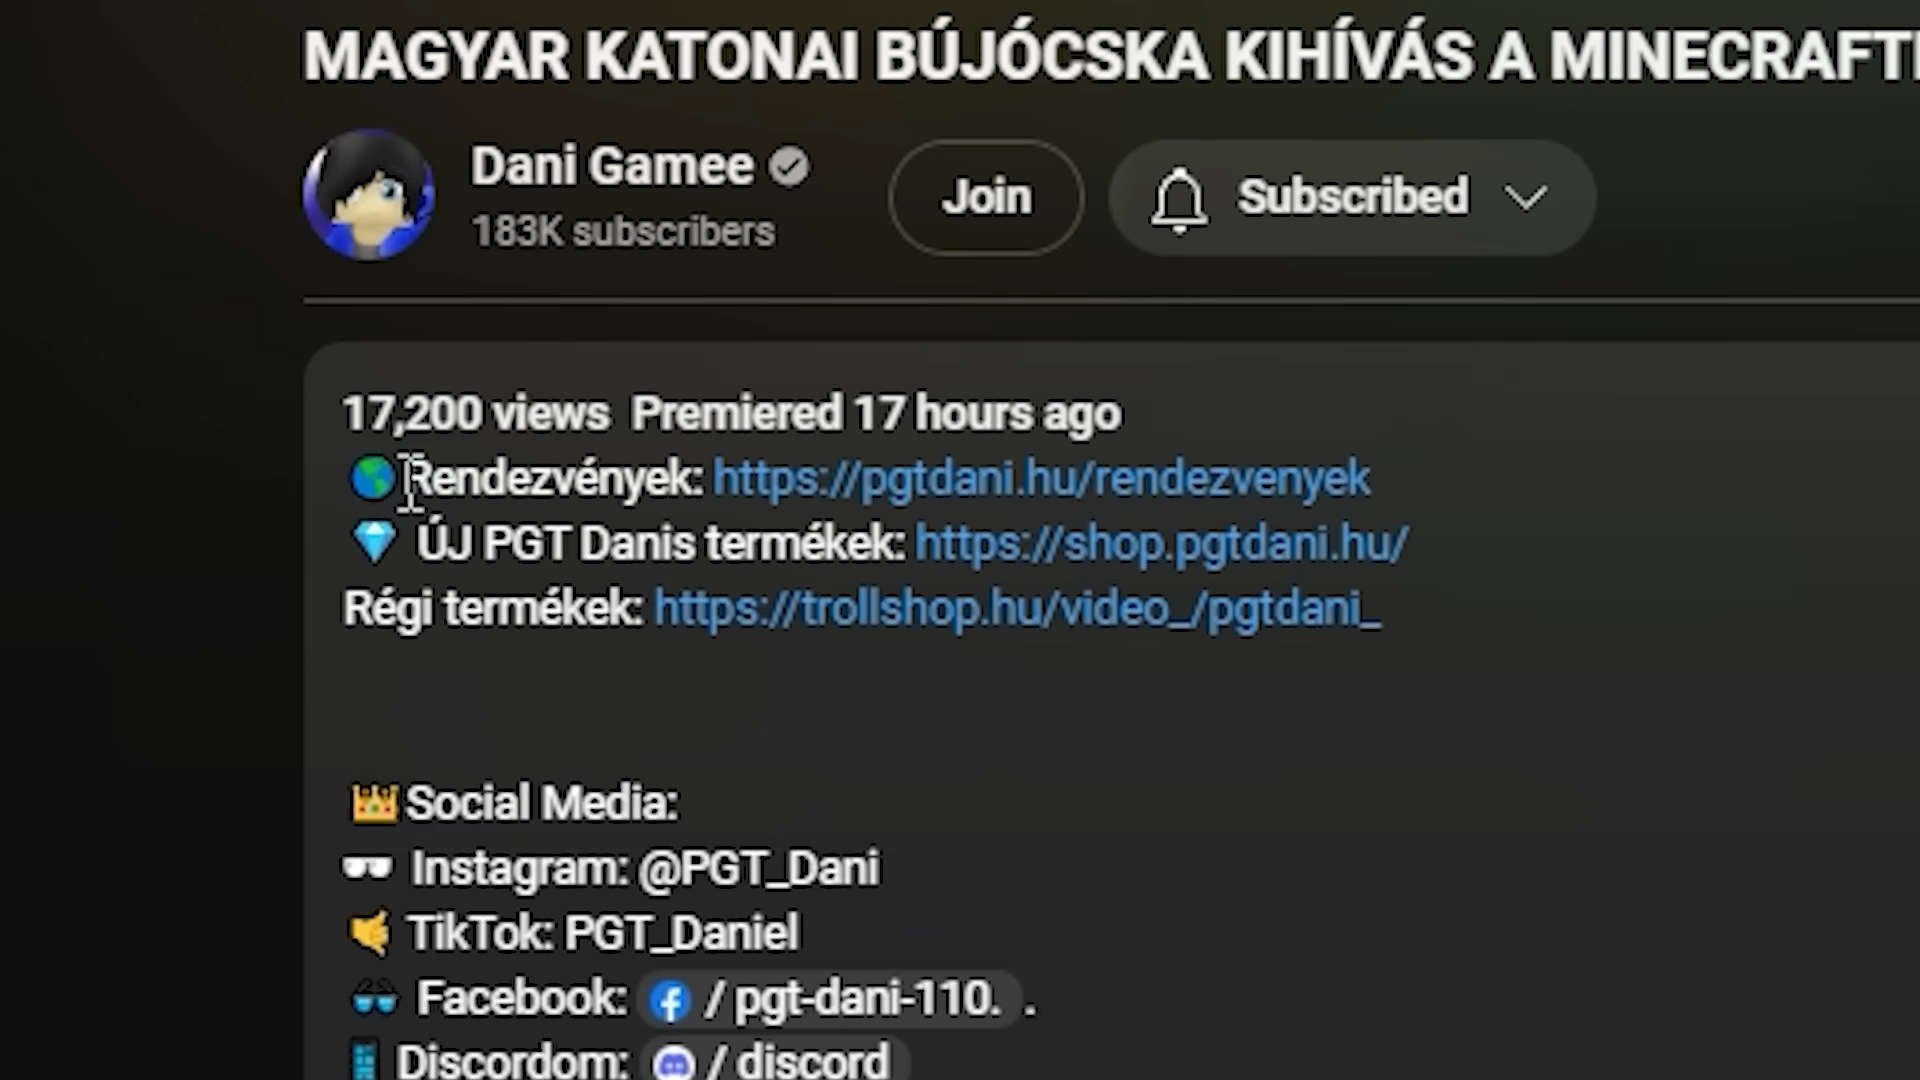 MAGYAR KATONAI BÚJÓCSKA KIHÍVÁS A
Dani Gamee
183K subscribers
Join
Subscribed
17,200 views Premiered 17 hours ago
Rendezvények: https://pgtdani.hu/rendezvenyek
ÚJ PGT Danis termékek: https://shop.pgtdani.hu/
Régi termékek: https://trollshop.hu/video_/pgtdani_
Social Media:
Instagram: @PGT_Dani
TikTok: PGT_Daniel
Facebook: / pgt-dani-110. .
Discordom: / discord